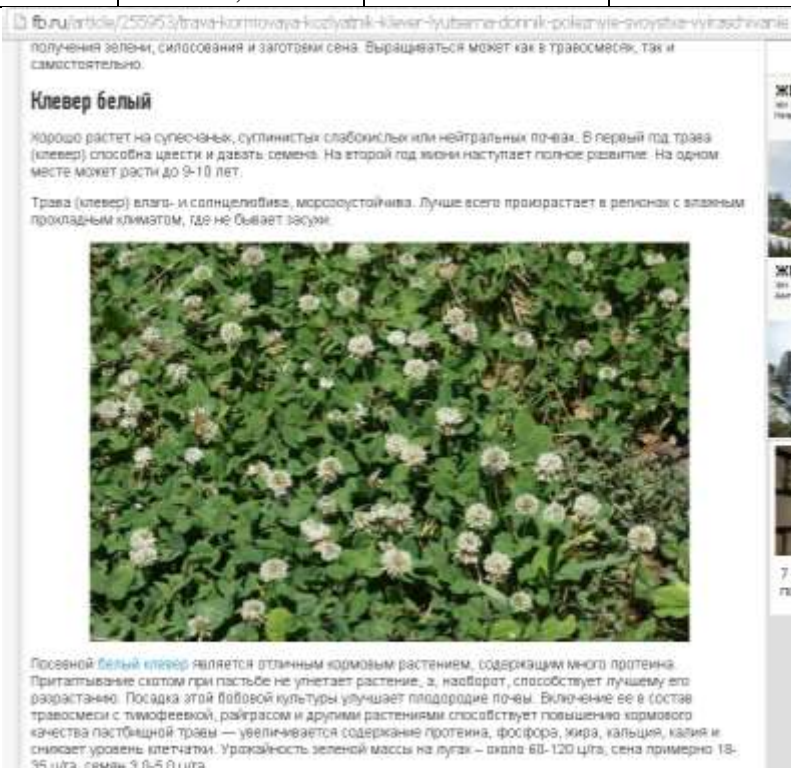 fb.ru/article/255953/trava-kormovaya-kozlyatnik-klever-lyutserna-donnik-poleznyie-svoystva-vyiraschivanie
получения зелени, силосования и заготовки сена. Выращиваться может как в травосмесях, так и
самостоятельно.
Клевер белый
Хорошо растет на супесчаных, суглинистых слабокислых или нейтральных почвах. В первый год трава
(клевер) способна цвести и давать семена. На второй год жизни наступает полное развитие. На одном
месте может расти до 9-10 лет.
Трава (клевер) влаго- и солнцелюбива, морозоустойчива. Лучше всего произрастает в регионах с влажным
прохладным климатом, где не бывает засухи.
Посевной белый клевер является отличным кормовым растением, содержащим много протеина.
Притаптывание скотом при пастьбе не угнетает растение, а, наоборот, способствует лучшему его
разрастанию. Посадка этой бобовой культуры улучшает плодородие почвы. Включение ее в состав
травосмеси с тимофеевкой, райграсом и другими растениями способствует повышению кормового
качества пастбищной травы — увеличивается содержание протеина, фосфора, жира, кальция, калия и
снижает уровень клетчатки. Урожайность зеленой массы на лугах – около 60-120 ц/га, сена примерно 18-
35 ц/га, семян 3,0-5,0 ц/га.